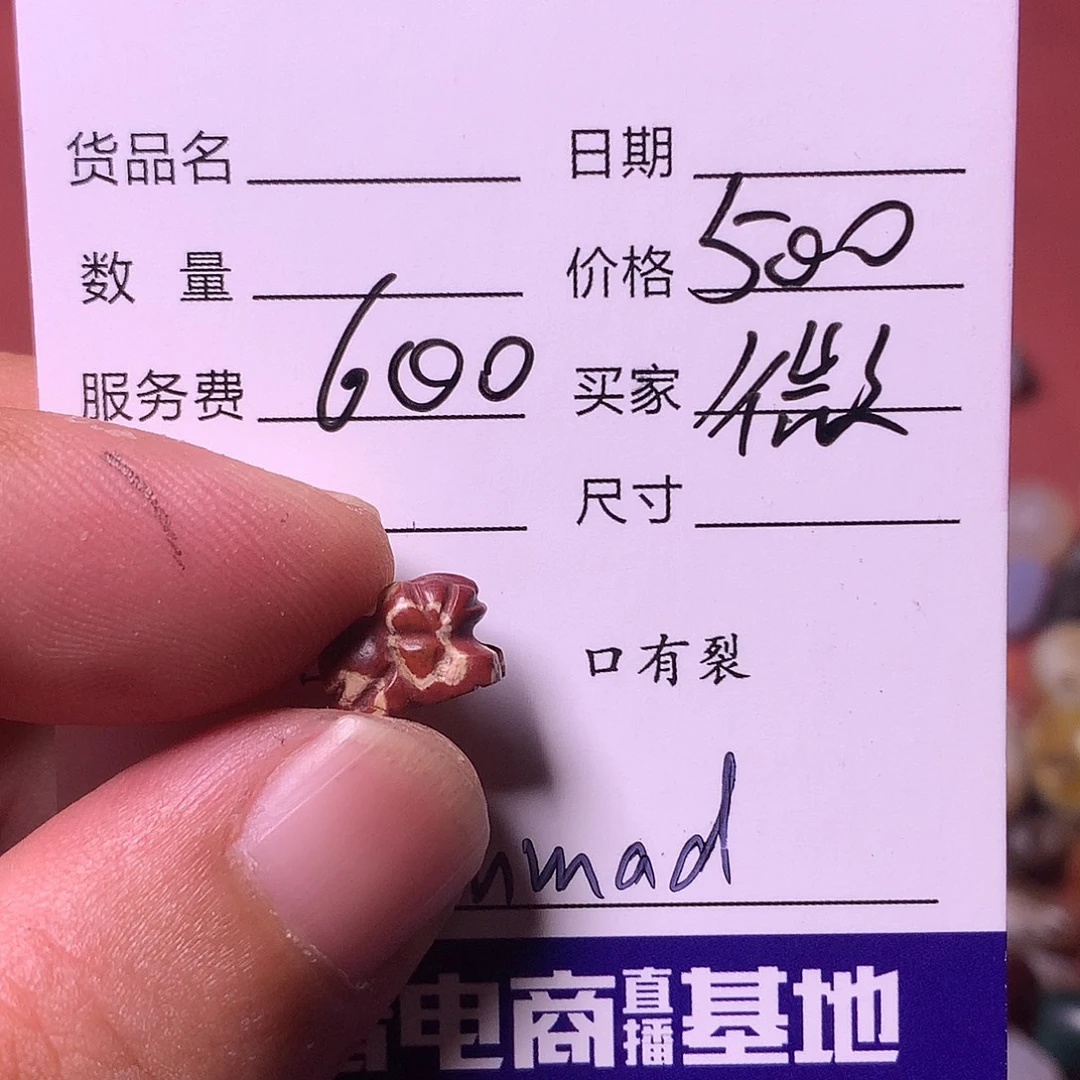 货品名 日期
数量 价格 500
服务费 600 买家 微
尺寸
口有裂
mad
电商直播基地